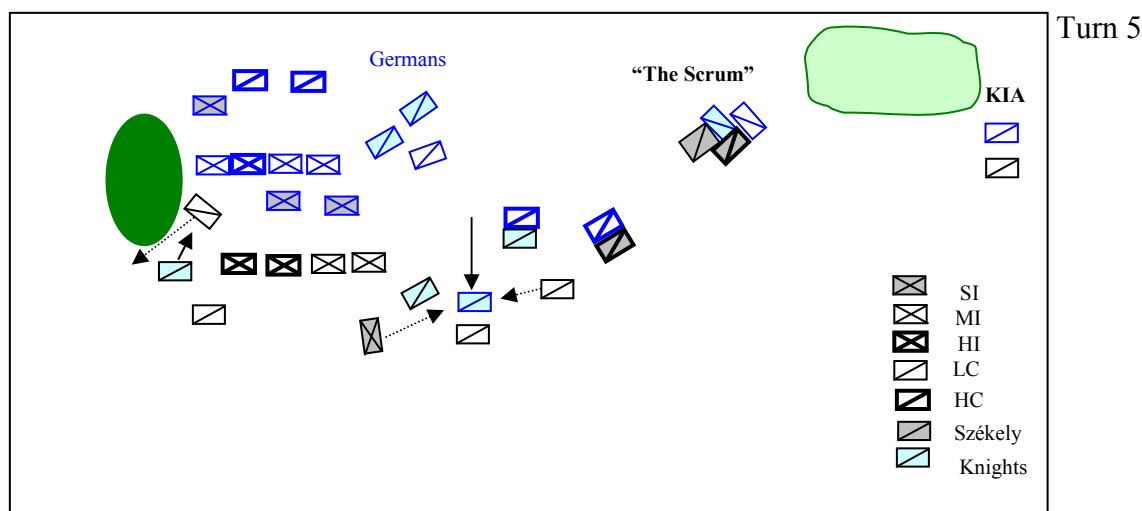 Turn 5
Germans
“The Scrum”
KIA
SI
MI
HI
LC
HC
Székely
Knights